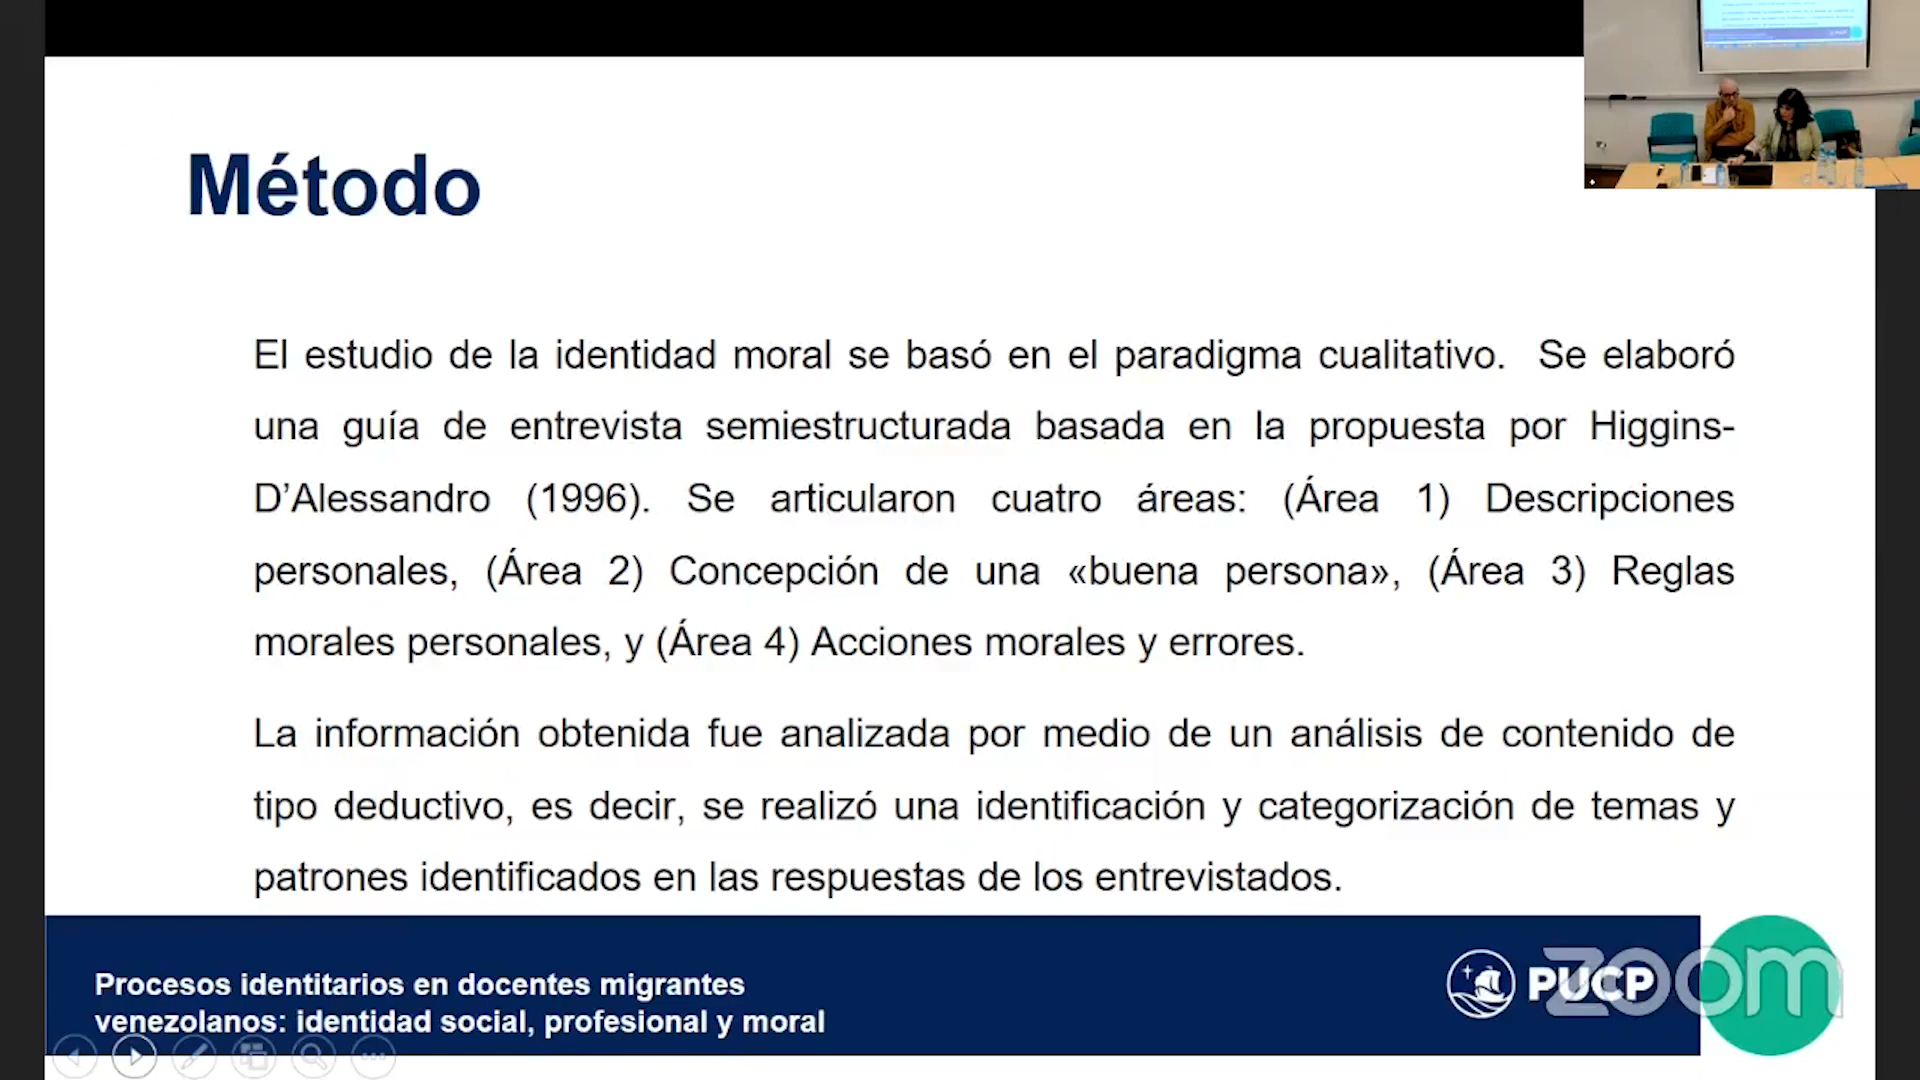 Método
El estudio de la identidad moral se basó en el paradigma cualitativo. Se elaboró
una guía de entrevista semiestructurada basada en la propuesta por Higgins-
D’Alessandro (1996). Se articularon cuatro áreas: (Área 1) Descripciones
personales, (Área 2) Concepción de una «buena persona», (Área 3) Reglas
morales personales, y (Área 4) Acciones morales y errores.
La información obtenida fue analizada por medio de un análisis de contenido de
tipo deductivo, es decir, se realizó una identificación y categorización de temas y
patrones identificados en las respuestas de los entrevistados.
Procesos identitarios en docentes migrantes
venezolanos: identidad social, profesional y moral
PUCP
zoom